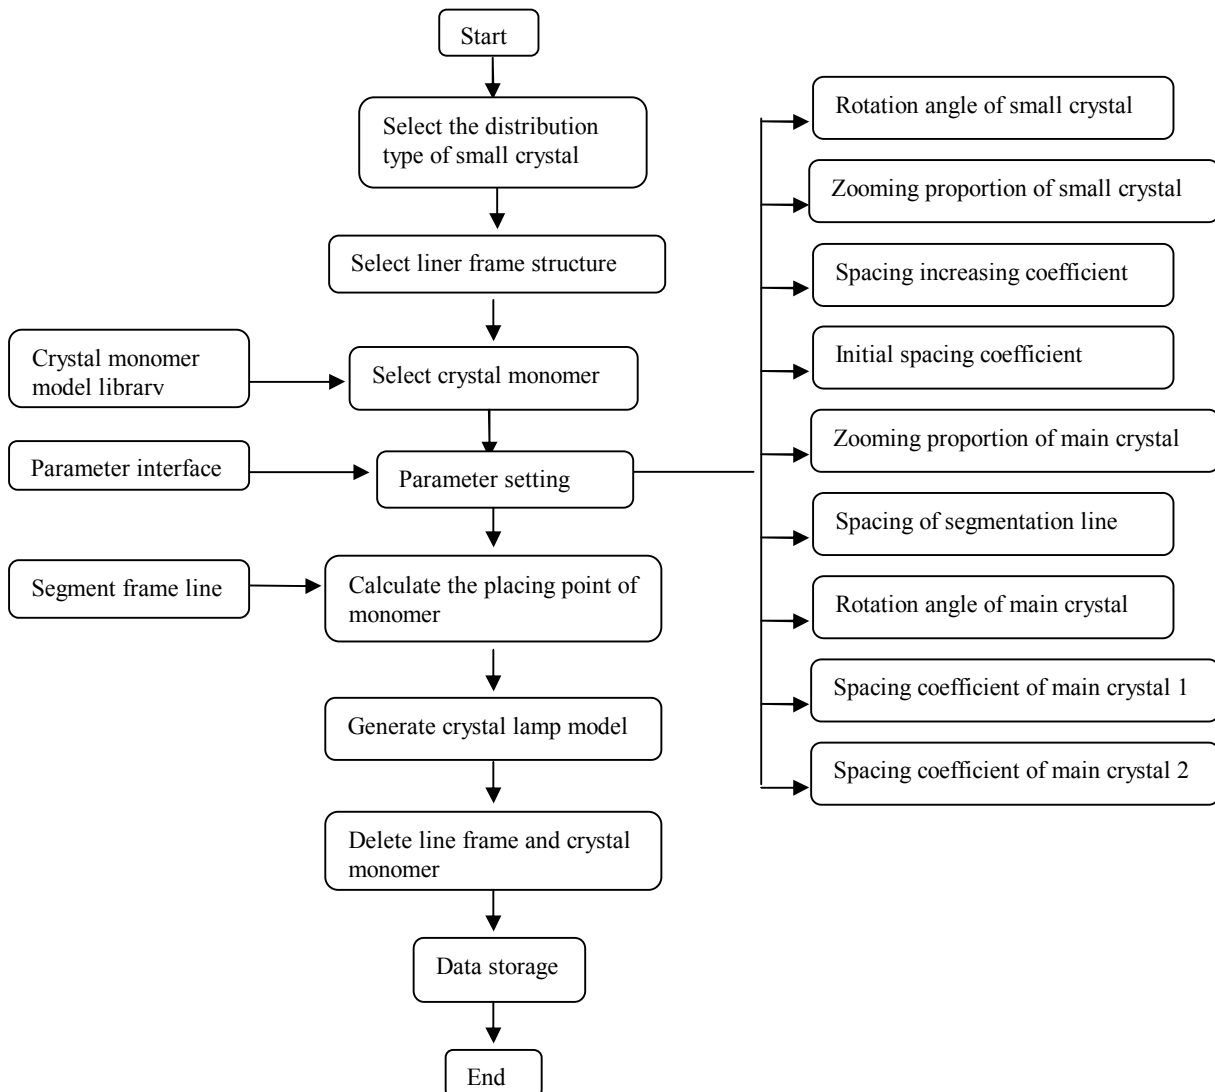 Start
Select the distribution
type of small crystal
Select liner frame structure
Crystal monomer
model library
Select crystal monomer
Parameter interface
Parameter setting
Segment frame line
Calculate the placing point of
monomer
Generate crystal lamp model
Delete line frame and crystal
monomer
Data storage
End
Rotation angle of small crystal
Zooming proportion of small crystal
Spacing increasing coefficient
Initial spacing coefficient
Zooming proportion of main crystal
Spacing of segmentation line
Rotation angle of main crystal
Spacing coefficient of main crystal 1
Spacing coefficient of main crystal 2